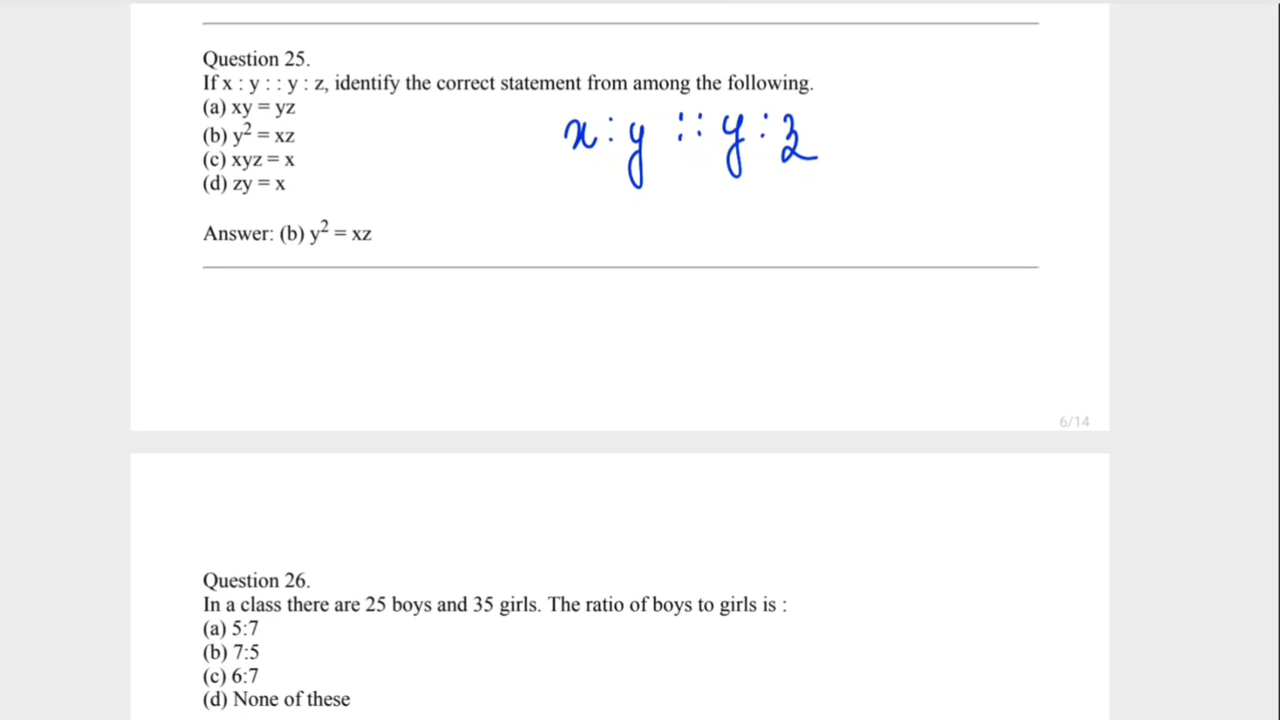 Question 25.
If x : y : : y : z, identify the correct statement from among the following.
(a) xy = yz
(b) y² = xz
(c) xyz = x
(d) zy = x
x : y :: y : z
Answer: (b) y² = xz
6/14
Question 26.
In a class there are 25 boys and 35 girls. The ratio of boys to girls is :
(a) 5:7
(b) 7:5
(c) 6:7
(d) None of these